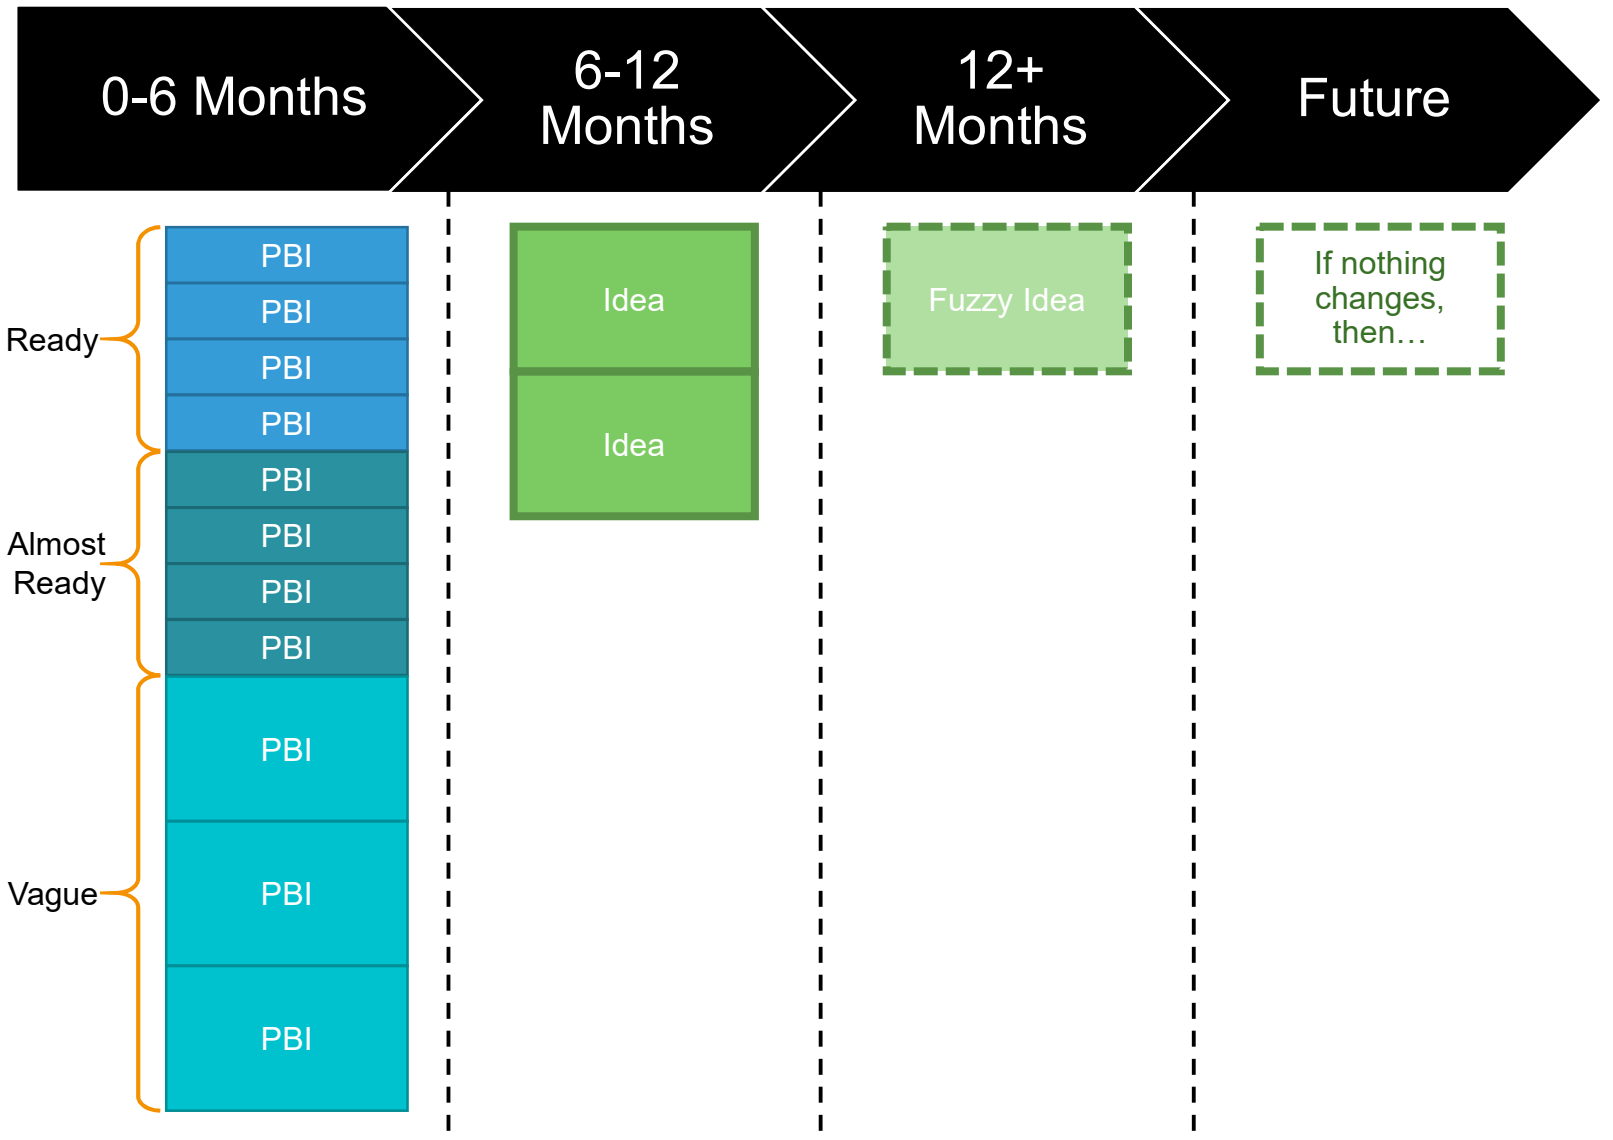 0-6 Months
6-12
Months
12+
Months
Future
Ready
PBI
PBI
PBI
PBI
Almost
Ready
PBI
PBI
PBI
PBI
Vague
PBI
PBI
PBI
Idea
Idea
Fuzzy Idea
If nothing
changes,
then…